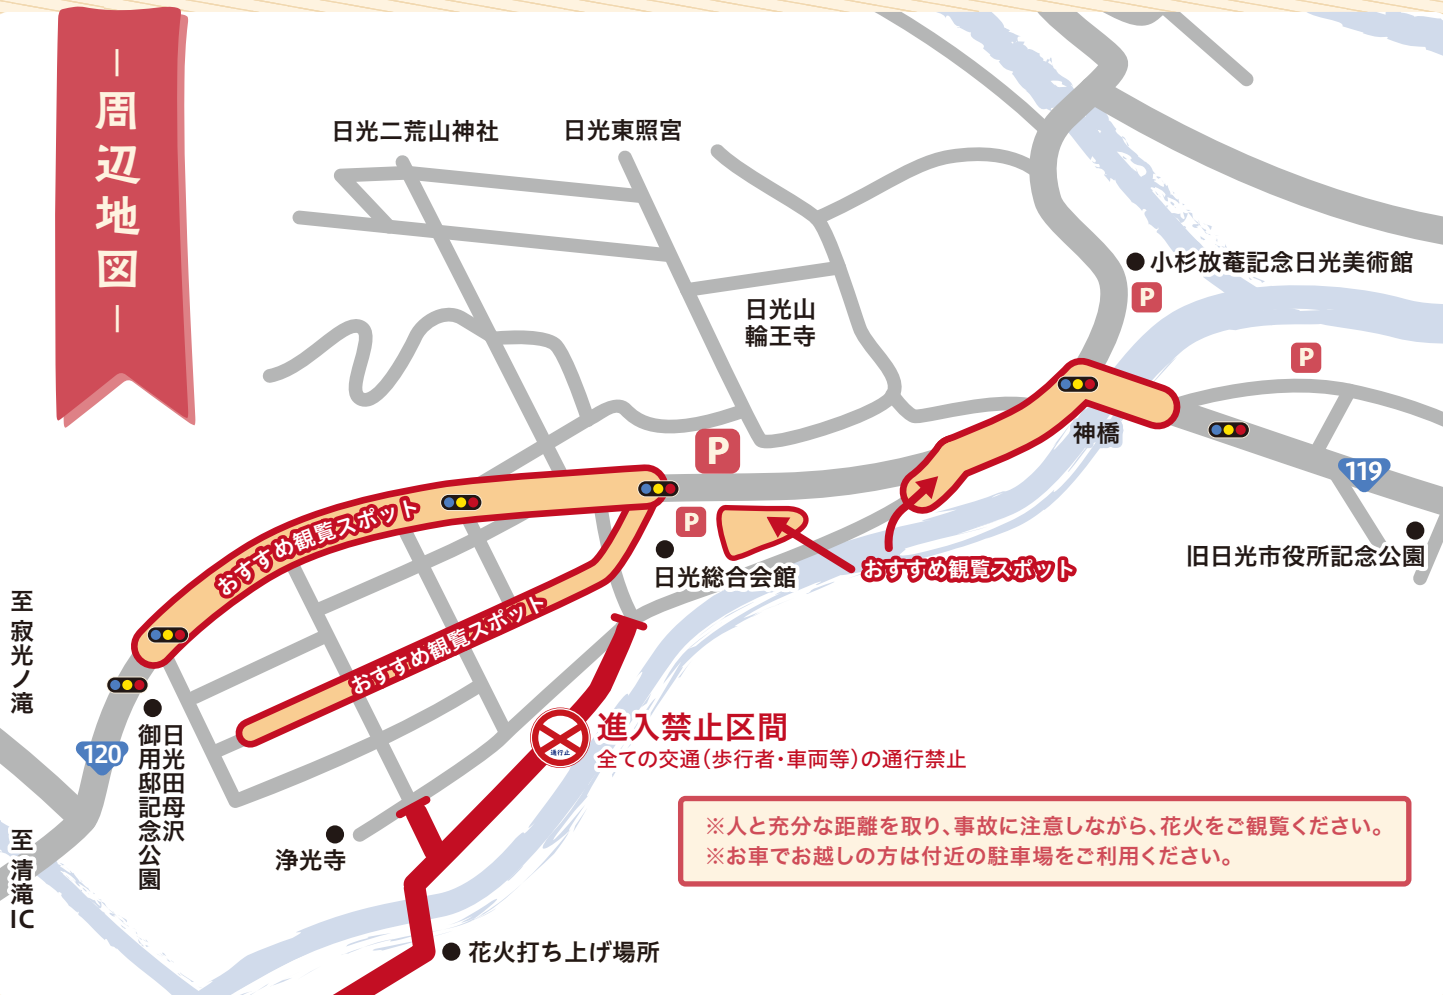 周辺地図
日光二荒山神社
日光東照宮
日光山
輪王寺
小杉放菴記念日光美術館
P
P
神橋
119
P
P
旧日光市役所記念公園
日光総合会館
おすすめ観覧スポット
おすすめ観覧スポット
おすすめ観覧スポット
至 寂光ノ滝
120
日光田母沢
御用邸記念公園
至 清滝IC
浄光寺
通行止
進入禁止区間
全ての交通(歩行者・車両等)の通行禁止
※人と充分な距離を取り、事故に注意しながら、花火をご観覧ください。
※お車でお越しの方は付近の駐車場をご利用ください。
花火打ち上げ場所